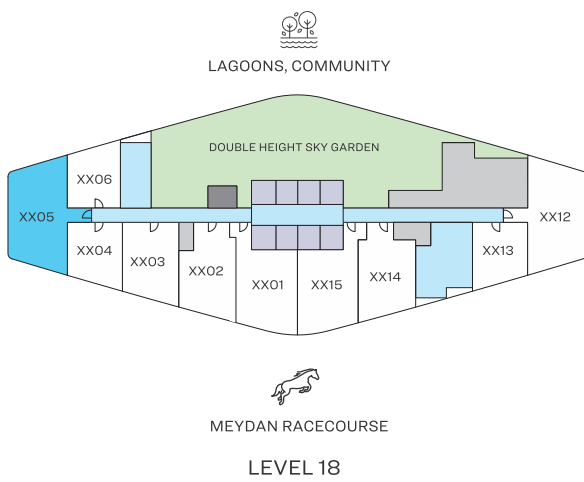 LAGOONS, COMMUNITY
DOUBLE HEIGHT SKY GARDEN
XX06
XX05
XX12
XX04
XX03
XX02
XX01
XX15
XX14
XX13
MEYDAN RACECOURSE
LEVEL 18